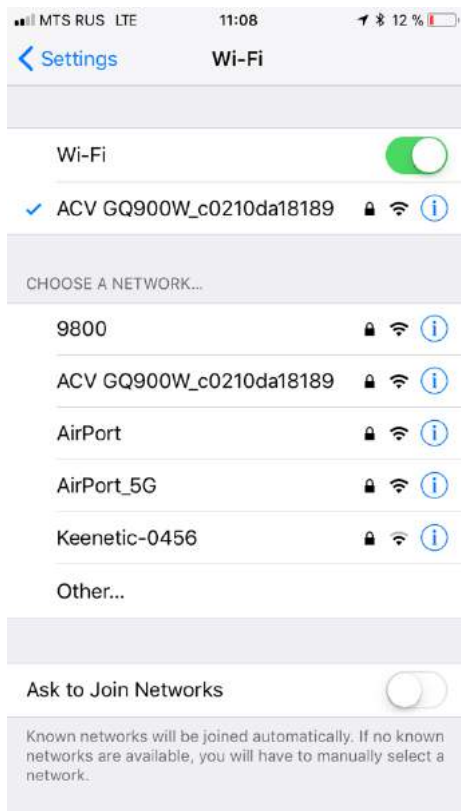 MTS RUS LTE 11:08 12 %
Settings Wi-Fi
Wi-Fi
ACV GQ900W_c0210da18189
CHOOSE A NETWORK...
9800
ACV GQ900W_c0210da18189
AirPort
AirPort_5G
Keenetic-0456
Other...
Ask to Join Networks
Known networks will be joined automatically. If no known
networks are available, you will have to manually select a
network.